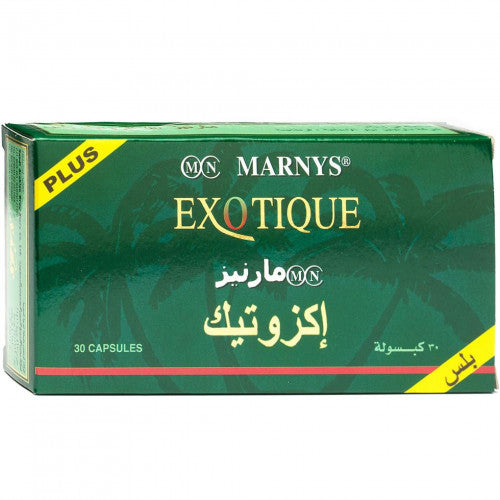 PLUS
MN MARNYS®
EXOTIQUE
مارنيز MN
إكزوتيك
30 CAPSULES
٣٠ كبسولة
بلس